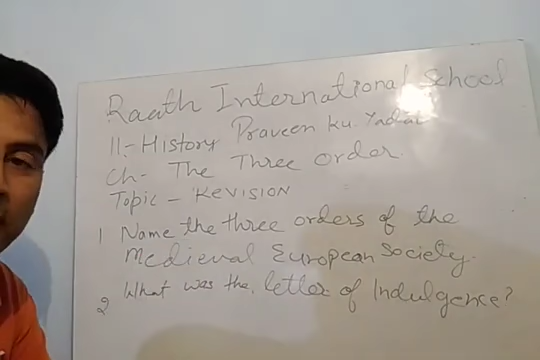 Raath International School
11:- History Praveen Ku. Yadav
Ch- The Three order.
Topic - REVISION
1 Name the three orders of the
Medieval European Society.
2 What was the letter of Indulgence?